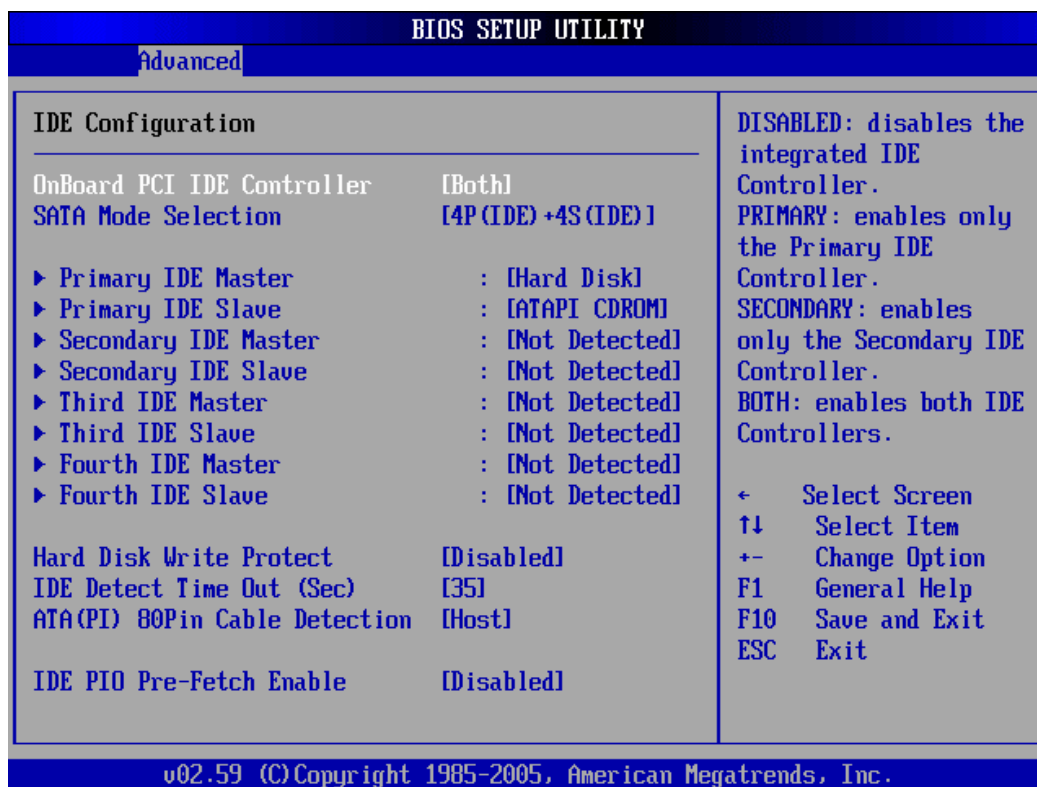 BIOS SETUP UTILITY
Advanced
IDE Configuration
OnBoard PCI IDE Controller [Both]
SATA Mode Selection [4P(IDE)+4S(IDE)]
▶ Primary IDE Master : [Hard Disk]
▶ Primary IDE Slave : [ATAPI CDROM]
▶ Secondary IDE Master : [Not Detected]
▶ Secondary IDE Slave : [Not Detected]
▶ Third IDE Master : [Not Detected]
▶ Third IDE Slave : [Not Detected]
▶ Fourth IDE Master : [Not Detected]
▶ Fourth IDE Slave : [Not Detected]
Hard Disk Write Protect [Disabled]
IDE Detect Time Out (Sec) [35]
ATA(PI) 80Pin Cable Detection [Host]
IDE PIO Pre-Fetch Enable [Disabled]
DISABLED: disables the
integrated IDE
Controller.
PRIMARY: enables only
the Primary IDE
Controller.
SECONDARY: enables
only the Secondary IDE
Controller.
BOTH: enables both IDE
Controllers.
← Select Screen
↑↓ Select Item
+- Change Option
F1 General Help
F10 Save and Exit
ESC Exit
v02.59 (C)Copyright 1985-2005, American Megatrends, Inc.